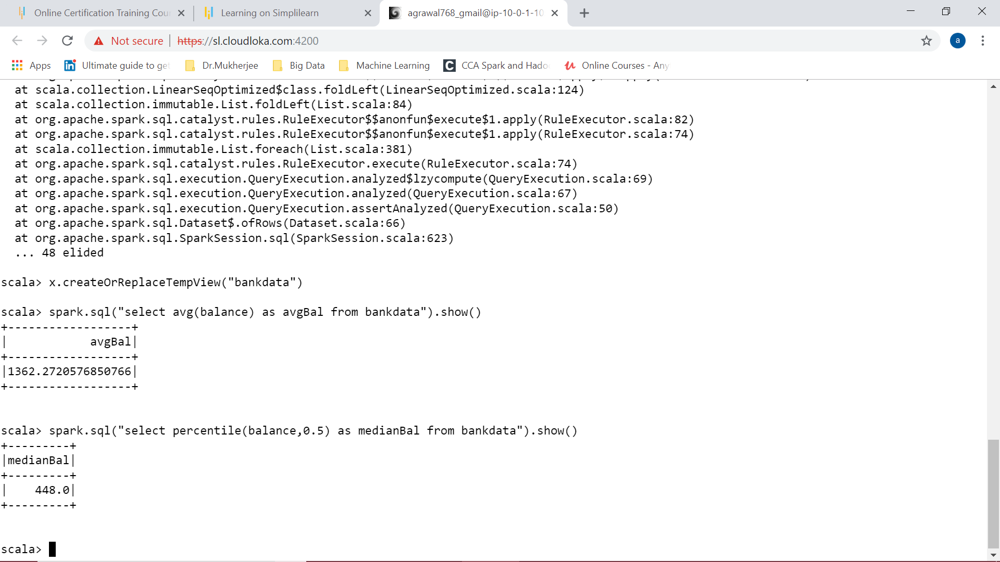 Online Certification Training Cou
Learning on Simplilearn
agrawal768_gmail@ip-10-0-1-10
Not secure
https://sl.cloudloka.com:4200
a
Apps
Ultimate guide to get
Dr.Mukherjee
Big Data
Machine Learning
CCA Spark and Hado
Online Courses - Any
at scala.collection.LinearSeqOptimized$class.foldLeft(LinearSeqOptimized.scala:124)
at scala.collection.immutable.List.foldLeft(List.scala:84)
at org.apache.spark.sql.catalyst.rules.RuleExecutor$$anonfun$execute$1.apply(RuleExecutor.scala:82)
at org.apache.spark.sql.catalyst.rules.RuleExecutor$$anonfun$execute$1.apply(RuleExecutor.scala:74)
at scala.collection.immutable.List.foreach(List.scala:381)
at org.apache.spark.sql.catalyst.rules.RuleExecutor.execute(RuleExecutor.scala:74)
at org.apache.spark.sql.execution.QueryExecution.analyzed$lzycompute(QueryExecution.scala:69)
at org.apache.spark.sql.execution.QueryExecution.analyzed(QueryExecution.scala:67)
at org.apache.spark.sql.execution.QueryExecution.assertAnalyzed(QueryExecution.scala:50)
at org.apache.spark.sql.Dataset$.ofRows(Dataset.scala:66)
at org.apache.spark.sql.SparkSession.sql(SparkSession.scala:623)
... 48 elided
scala> x.createOrReplaceTempView("bankdata")
scala> spark.sql("select avg(balance) as avgBal from bankdata").show()
+------------------+
|            avgBal|
+------------------+
|1362.2720576850766|
+------------------+
scala> spark.sql("select percentile(balance,0.5) as medianBal from bankdata").show()
+---------+
|medianBal|
+---------+
|    448.0|
+---------+
scala>